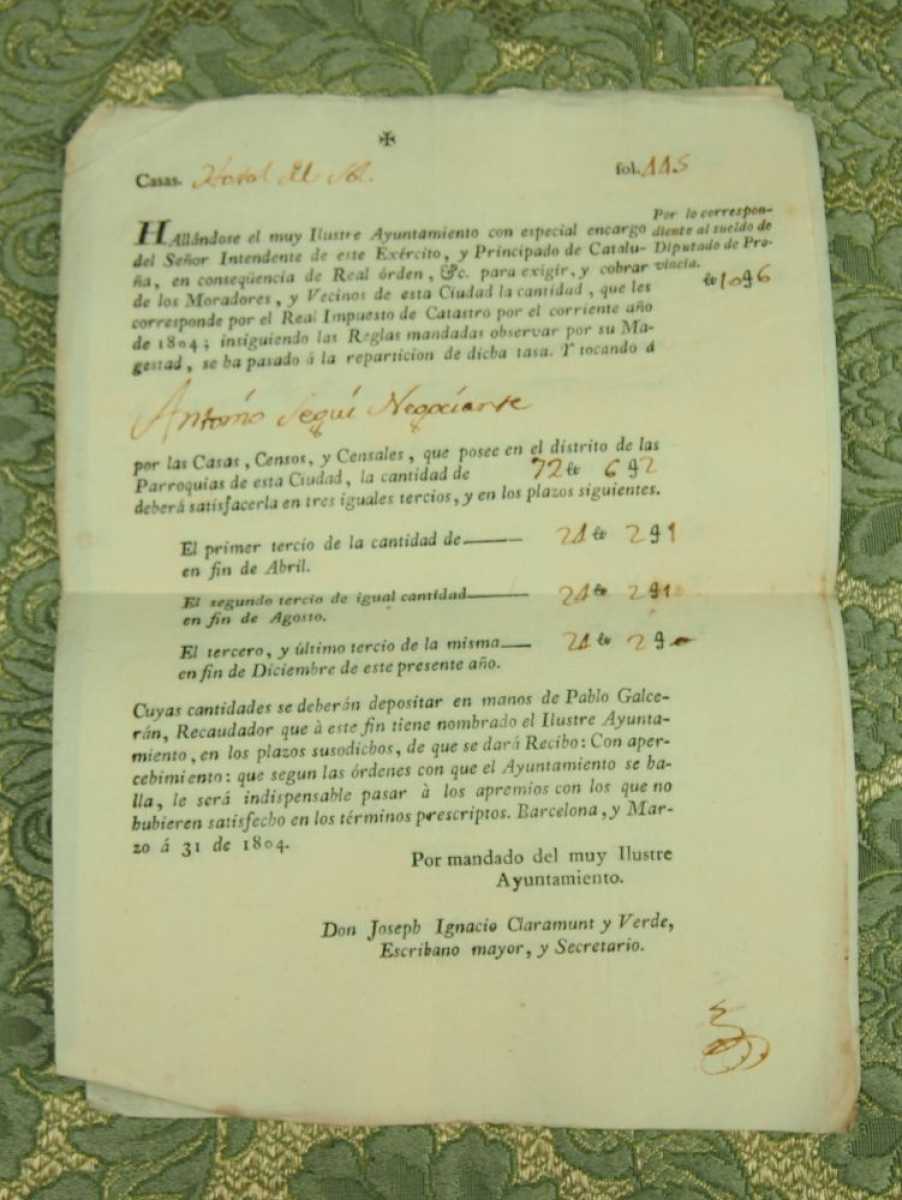 ✠
Casas. del fol. 445
HAllándose el muy Ilustre Ayuntamiento con especial encargo
del Señor Intendente de este Exército, y Principado de Catalu-
ña, en conseqüencia de Real órden, &c. para exigir, y cobrar
de los Moradores, y Vecinos de esta Ciudad la cantidad, que les
corresponde por el Real Impuesto de Catastro por el corriente año
de 1804; insiguiendo las Reglas mandadas observar por su Ma-
gestad, se ha pasado á la reparticion de dicha tasa. Y tocando á
Por lo correspon-
diente al sueldo de
Diputado de Pro-
vincia.
Antonio Seguí Negociante
por las Casas, Censos, y Censales, que posee en el distrito de las
Parroquias de esta Ciudad, la cantidad de 72 ₶ 6 ẜ 2
deberá satisfacerla en tres iguales tercios, y en los plazos siguientes.
El primer tercio de la cantidad de 24 ₶ 2 ẜ 1
en fin de Abril.
El segundo tercio de igual cantidad 24 ₶ 2 ẜ 1
en fin de Agosto.
El tercero, y último tercio de la misma 24 ₶ 2 ẜ
en fin de Diciembre de este presente año.
Cuyas cantidades se deberán depositar en manos de Pablo Galce-
rán, Recaudador que à este fin tiene nombrado el Ilustre Ayunta-
miento, en los plazos susodichos, de que se dará Recibo: Con aper-
cebimiento: que segun las órdenes con que el Ayuntamiento se ha-
lla, le será indispensable pasar à los apremios con los que no
hubieren satisfecho en los términos prescriptos. Barcelona, y Mar-
zo á 31 de 1804.
Por mandado del muy Ilustre
Ayuntamiento.
Don Joseph Ignacio Claramunt y Verde,
Escribano mayor, y Secretario.